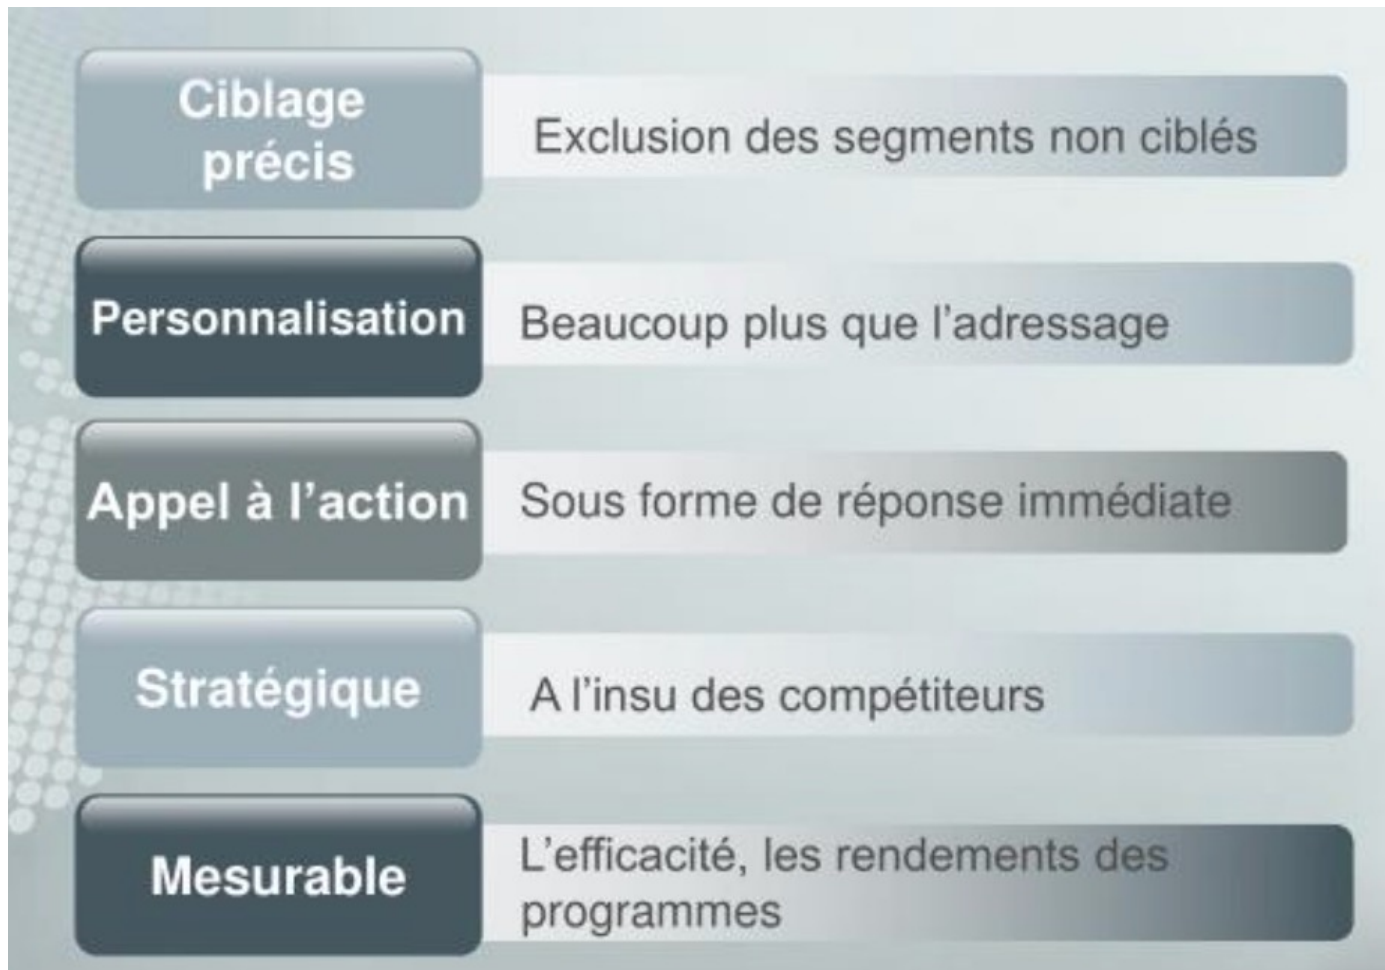 Ciblage
précis
Exclusion des segments non ciblés
Personnalisation
Beaucoup plus que l’adressage
Appel à l’action
Sous forme de réponse immédiate
Stratégique
A l’insu des compétiteurs
Mesurable
L’efficacité, les rendements des
programmes